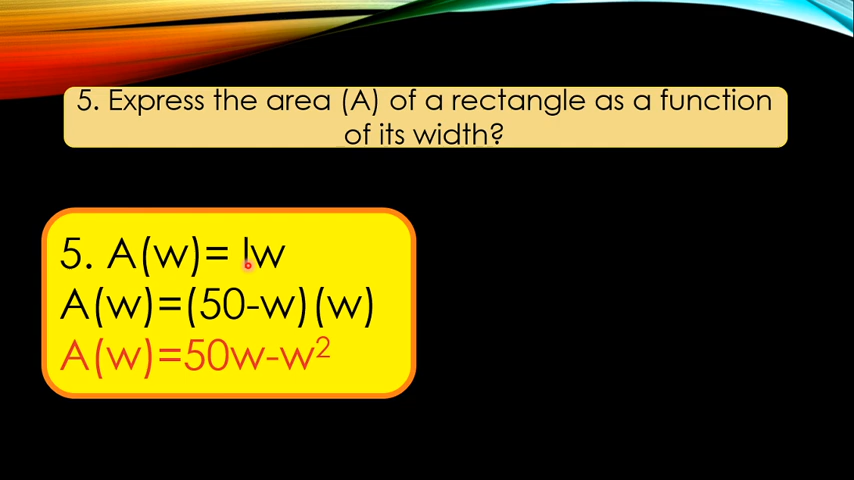 5. Express the area (A) of a rectangle as a function
of its width?
5. A(w)= lw
A(w)=(50-w)(w)
A(w)=50w-w²